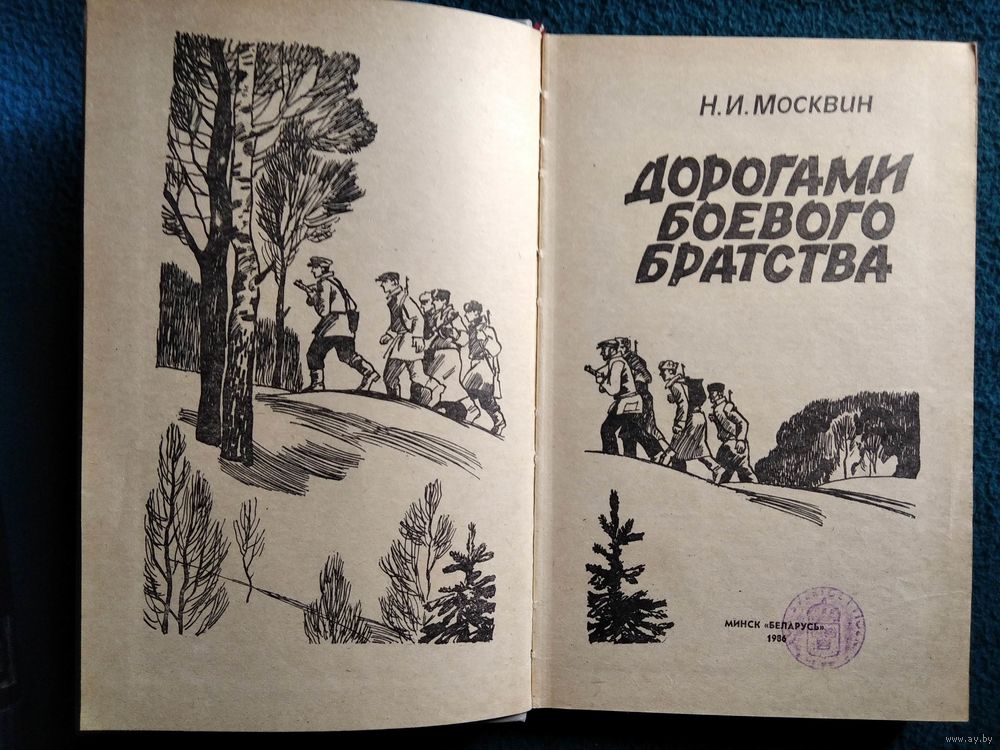 Н.И.Москвин
ДОРОГАМИ
БОЕВОГО
БРАТСТВА
МИНСК «БЕЛАРУСЬ»
1986
www.ay.by